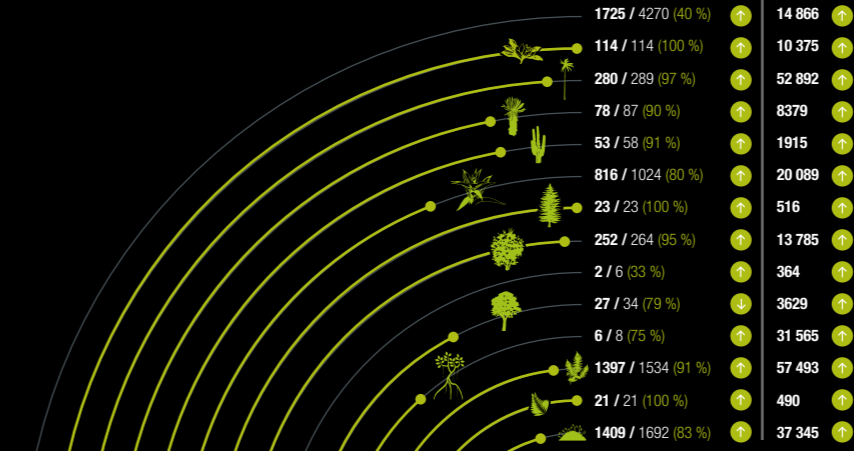 1725 / 4270 (40 %) 14 866
114 / 114 (100 %) 10 375
280 / 289 (97 %) 52 892
78 / 87 (90 %) 8379
53 / 58 (91 %) 1915
816 / 1024 (80 %) 20 089
23 / 23 (100 %) 516
252 / 264 (95 %) 13 785
2 / 6 (33 %) 364
27 / 34 (79 %) 3629
6 / 8 (75 %) 31 565
1397 / 1534 (91 %) 57 493
21 / 21 (100 %) 490
1409 / 1692 (83 %) 37 345